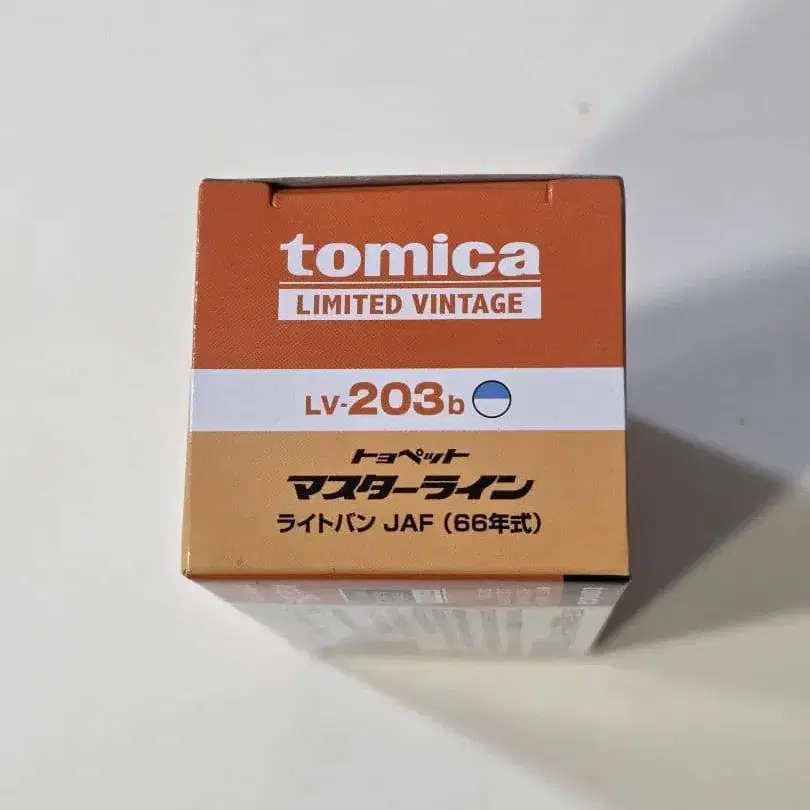 tomica
LIMITED VINTAGE
LV-203b
トヨペット
マスターライン
ライトバン JAF（66年式）